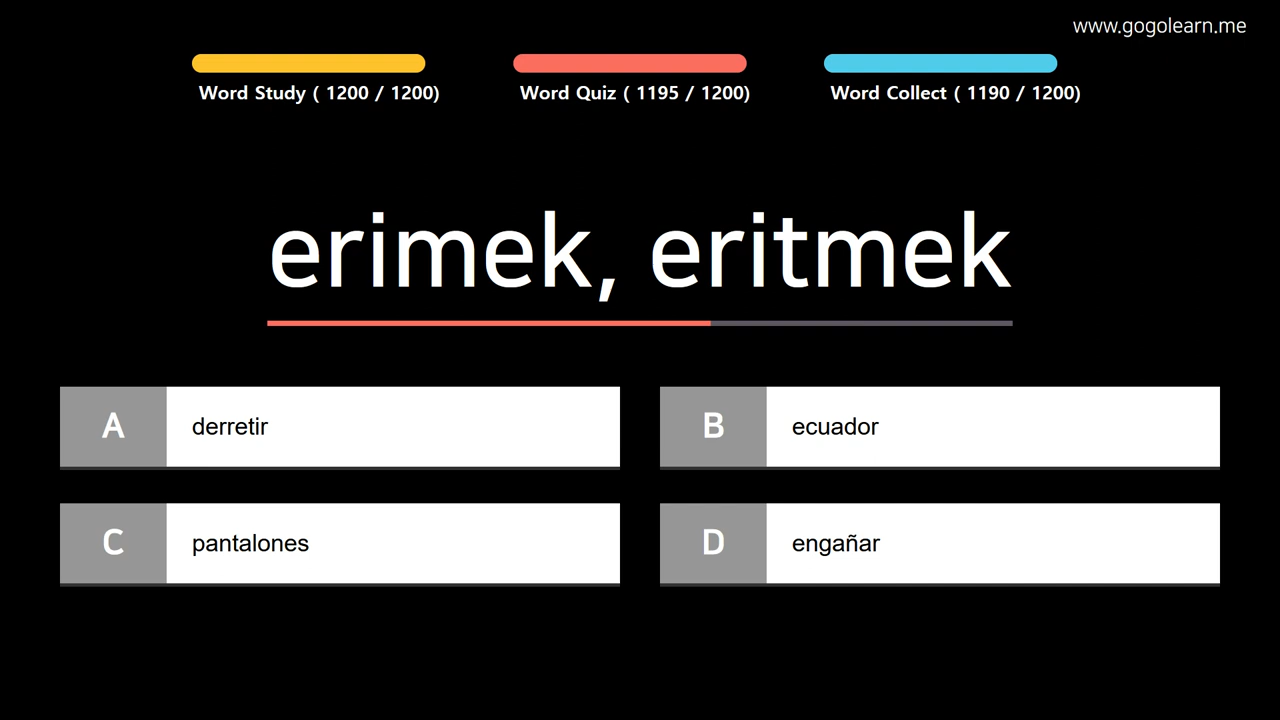 www.gogolearn.me
Word Study ( 1200 / 1200)
Word Quiz ( 1195 / 1200)
Word Collect ( 1190 / 1200)
erimek, eritmek
A derretir
B ecuador
C pantalones
D engañar